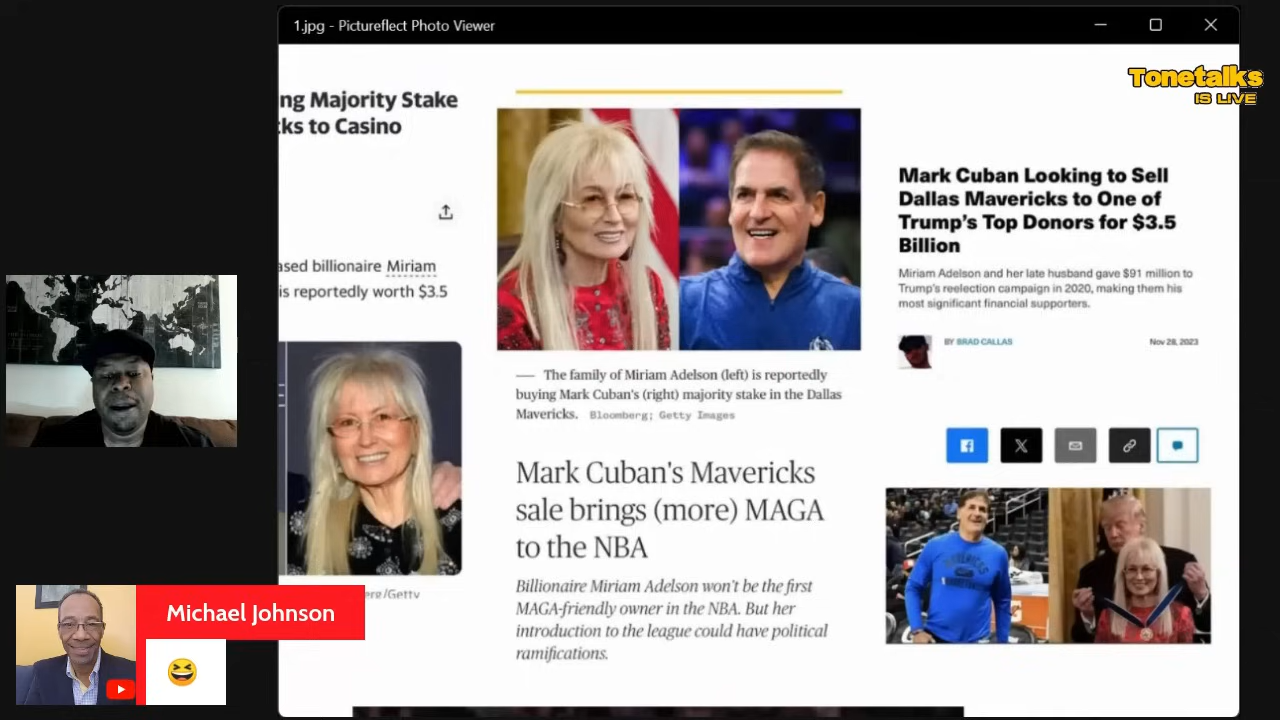 1.jpg - Pictureflect Photo Viewer
Tonetalks
IS LIVE
ng Majority Stake
ks to Casino
ased billionaire Miriam
is reportedly worth $3.5
/Getty
— The family of Miriam Adelson (left) is reportedly
buying Mark Cuban's (right) majority stake in the Dallas
Mavericks. Bloomberg; Getty Images
Mark Cuban's Mavericks
sale brings (more) MAGA
to the NBA
Billionaire Miriam Adelson won't be the first
MAGA-friendly owner in the NBA. But her
introduction to the league could have political
ramifications.
Mark Cuban Looking to Sell
Dallas Mavericks to One of
Trump's Top Donors for $3.5
Billion
Miriam Adelson and her late husband gave $91 million to
Trump's reelection campaign in 2020, making them his
most significant financial supporters.
BY BRAD CALLAS
Nov 28, 2023
Michael Johnson